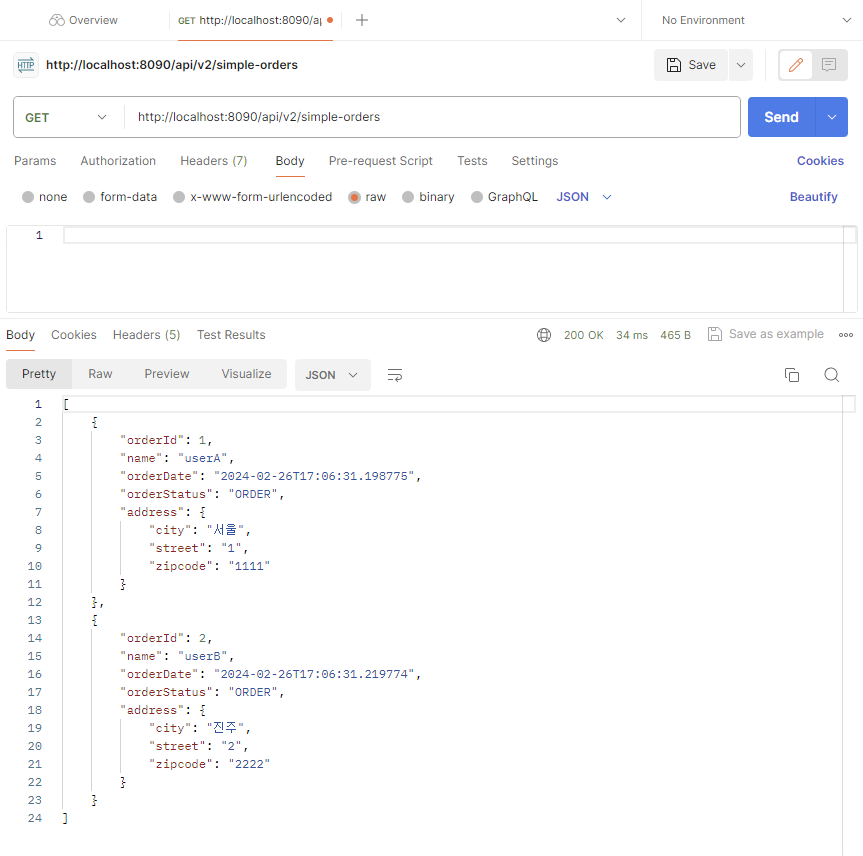 Overview
GET http://localhost:8090/ap
No Environment
HTTP http://localhost:8090/api/v2/simple-orders
Save
GET http://localhost:8090/api/v2/simple-orders
Send
Params Authorization Headers (7) Body Pre-request Script Tests Settings Cookies
none form-data x-www-form-urlencoded raw binary GraphQL JSON Beautify
1
Body Cookies Headers (5) Test Results 200 OK 34 ms 465 B Save as example
Pretty Raw Preview Visualize JSON
1 [
2 {
3 "orderId": 1,
4 "name": "userA",
5 "orderDate": "2024-02-26T17:06:31.198775",
6 "orderStatus": "ORDER",
7 "address": {
8 "city": "서울",
9 "street": "1",
10 "zipcode": "1111"
11 }
12 },
13 {
14 "orderId": 2,
15 "name": "userB",
16 "orderDate": "2024-02-26T17:06:31.219774",
17 "orderStatus": "ORDER",
18 "address": {
19 "city": "진주",
20 "street": "2",
21 "zipcode": "2222"
22 }
23 }
24 ]